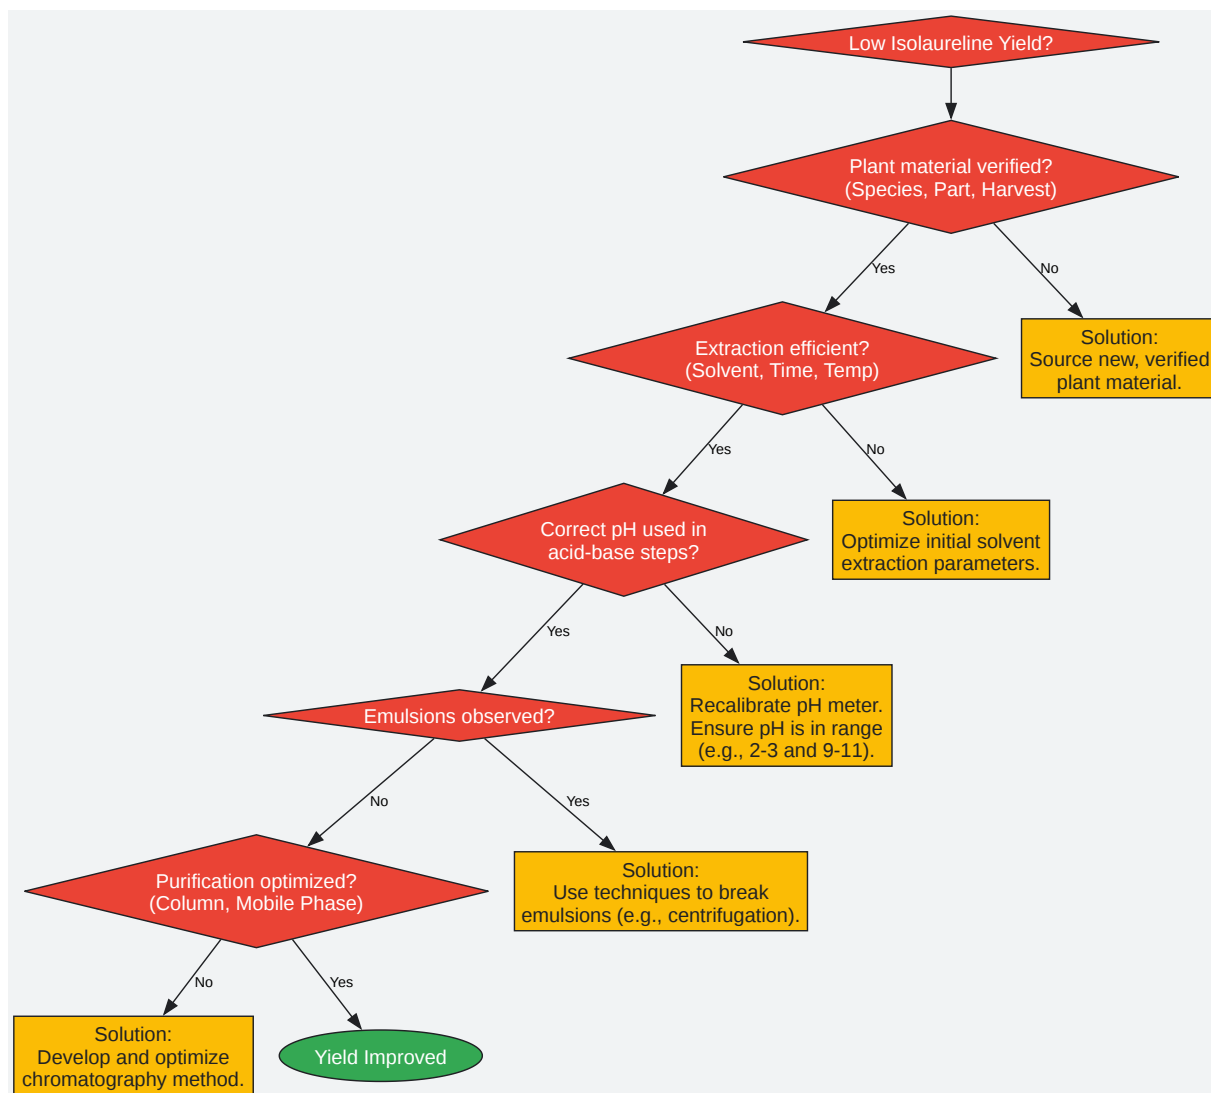 Low Isolaureline Yield?
Plant material verified?
(Species, Part, Harvest)
Yes
No
Extraction efficient?
(Solvent, Time, Temp)
Solution:
Source new, verified
plant material.
Yes
No
Correct pH used in
acid-base steps?
Solution:
Optimize initial solvent
extraction parameters.
Yes
No
Emulsions observed?
Solution:
Recalibrate pH meter.
Ensure pH is in range
(e.g., 2-3 and 9-11).
No
Yes
Purification optimized?
(Column, Mobile Phase)
Solution:
Use techniques to break
emulsions (e.g., centrifugation).
No
Yes
Solution:
Develop and optimize
chromatography method.
Yield Improved